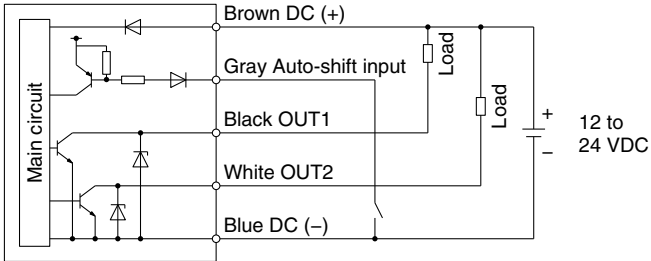 Brown DC (+)
Gray Auto-shift input
Black OUT1
White OUT2
Blue DC (−)
Main circuit
Load
Load
+
−
12 to
24 VDC